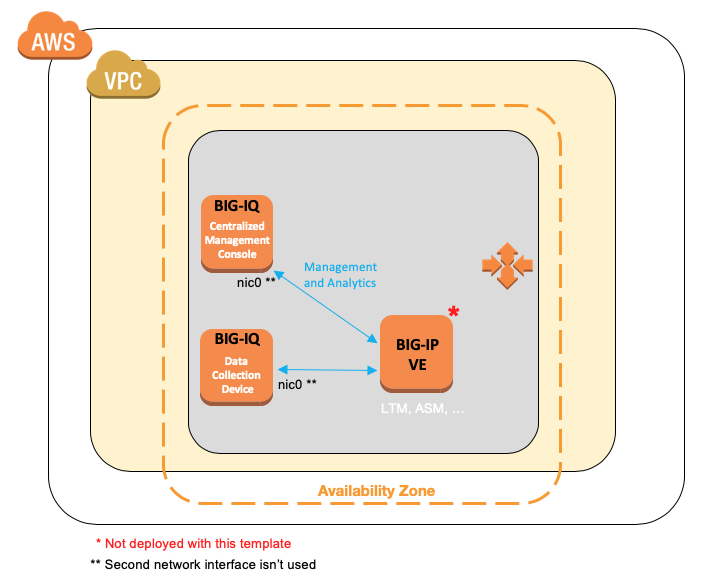 AWS
VPC
BIG-IQ
Centralized
Management
Console
nic0 **
Management
and Analytics
*
BIG-IP
VE
BIG-IQ
Data
Collection
Device
nic0 **
LTM, ASM, ...
Availability Zone
* Not deployed with this template
** Second network interface isn't used